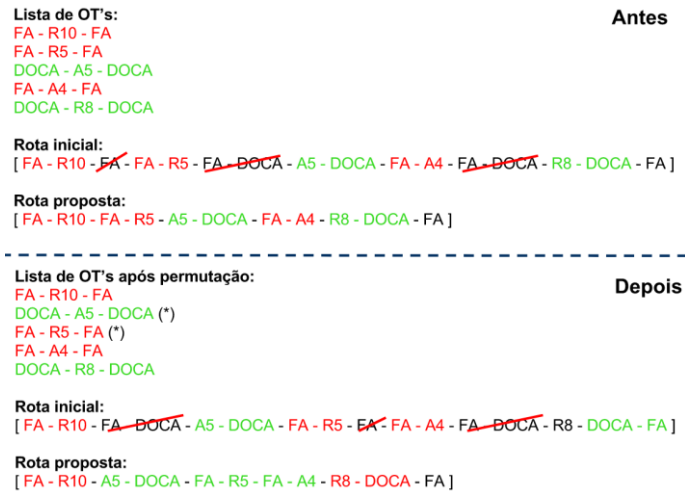 Lista de OT's:
Antes
FA - R10 - FA
FA - R5 - FA
DOCA - A5 - DOCA
FA - A4 - FA
DOCA - R8 - DOCA
Rota inicial:
[ FA - R10 - FA - FA - R5 - FA - DOCA - A5 - DOCA - FA - A4 - FA - DOCA - R8 - DOCA - FA ]
Rota proposta:
[ FA - R10 - FA - R5 - A5 - DOCA - FA - A4 - R8 - DOCA - FA ]
Lista de OT's após permutação:
Depois
FA - R10 - FA
DOCA - A5 - DOCA (*)
FA - R5 - FA (*)
FA - A4 - FA
DOCA - R8 - DOCA
Rota inicial:
[ FA - R10 - FA - DOCA - A5 - DOCA - FA - R5 - FA - FA - A4 - FA - DOCA - R8 - DOCA - FA ]
Rota proposta:
[ FA - R10 - A5 - DOCA - FA - R5 - FA - A4 - R8 - DOCA - FA ]